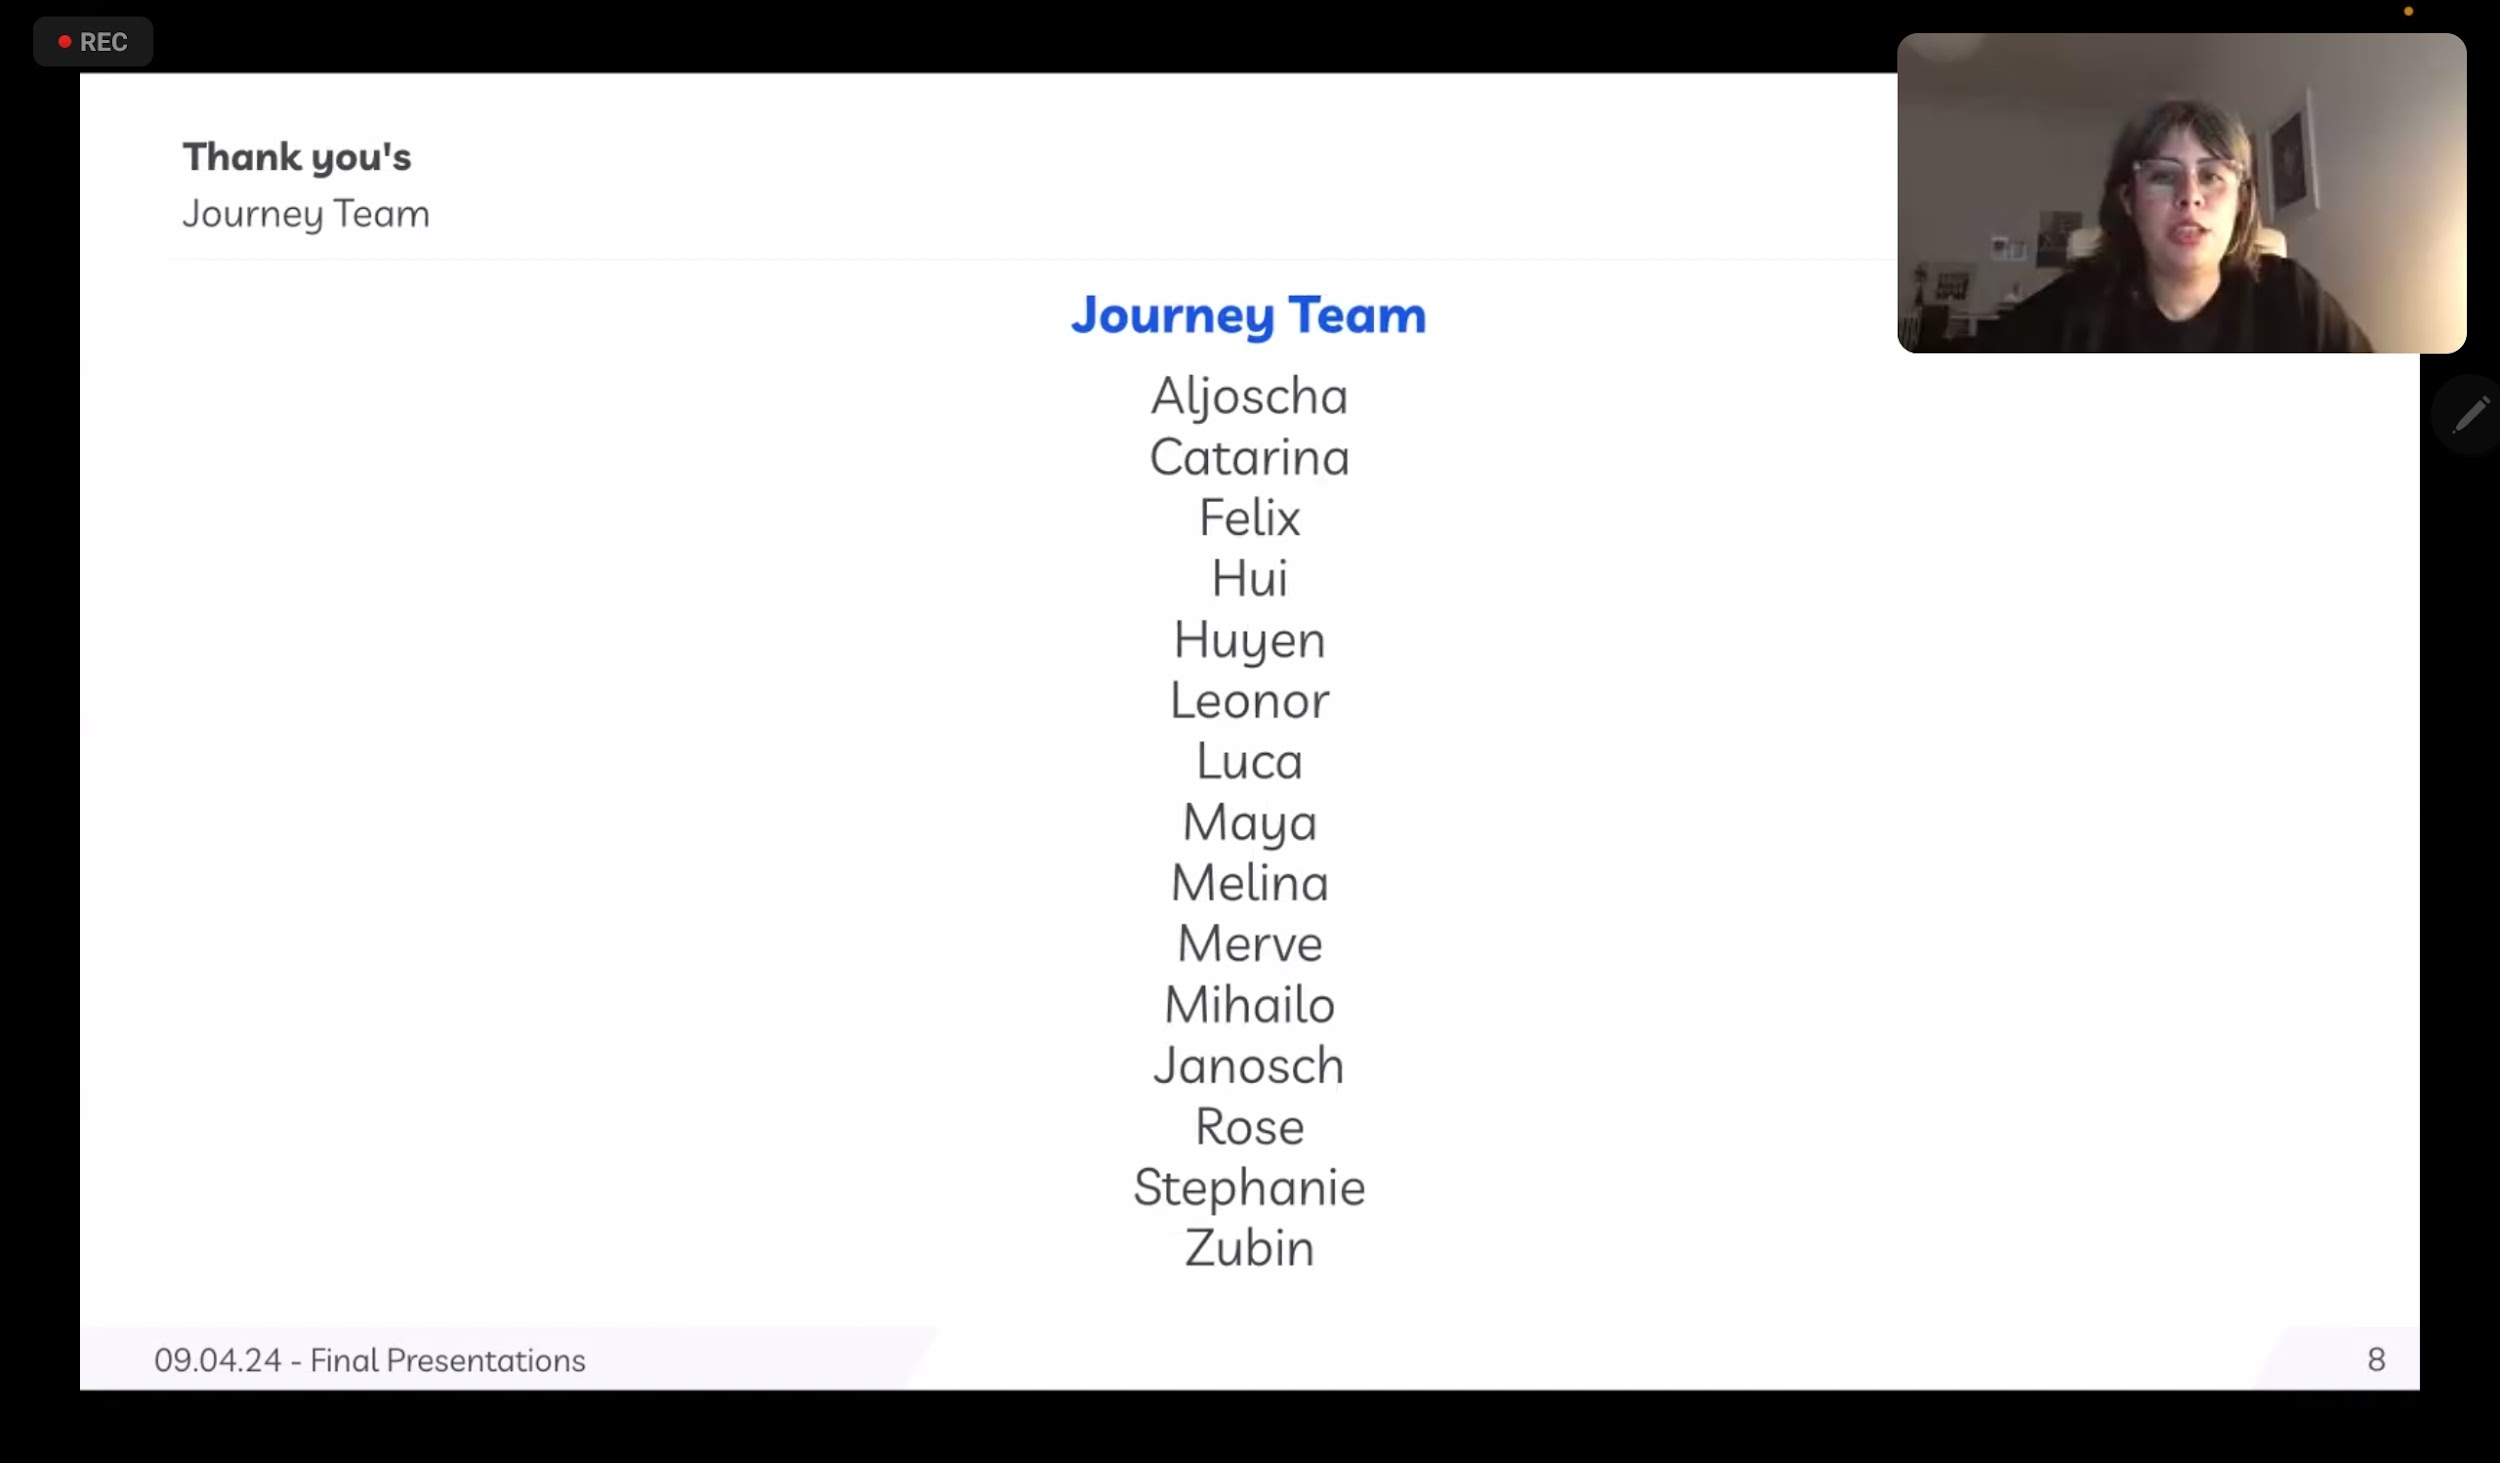 REC
Thank you's
Journey Team
Journey Team
Aljoscha
Catarina
Felix
Hui
Huyen
Leonor
Luca
Maya
Melina
Merve
Mihailo
Janosch
Rose
Stephanie
Zubin
09.04.24 - Final Presentations
8